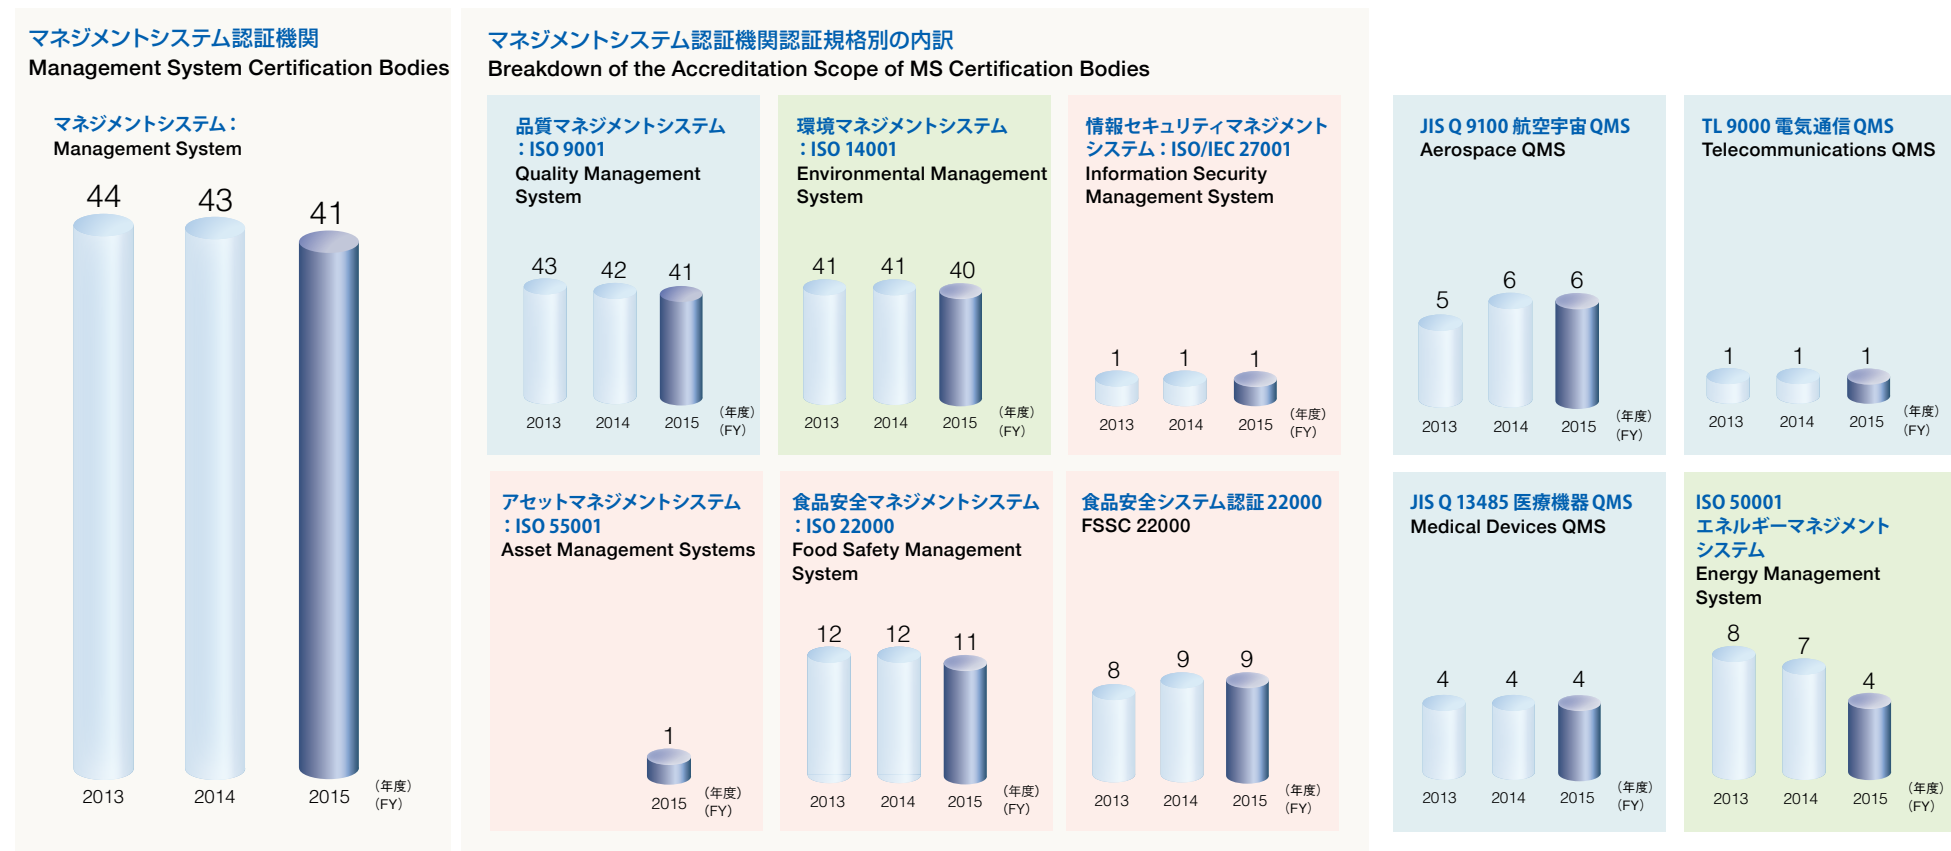 マネジメントシステム認証機関
Management System Certification Bodies
マネジメントシステム：
Management System
44
43
41
2013
2014
2015
（年度）
（FY）
マネジメントシステム認証機関認証規格別の内訳
Breakdown of the Accreditation Scope of MS Certification Bodies
品質マネジメントシステム
：ISO 9001
Quality Management
System
43
42
41
2013
2014
2015
（年度）
（FY）
環境マネジメントシステム
：ISO 14001
Environmental Management
System
41
41
40
2013
2014
2015
（年度）
（FY）
情報セキュリティマネジメント
システム：ISO/IEC 27001
Information Security
Management System
1
1
1
2013
2014
2015
（年度）
（FY）
JIS Q 9100 航空宇宙 QMS
Aerospace QMS
5
6
6
2013
2014
2015
（年度）
（FY）
TL 9000 電気通信 QMS
Telecommunications QMS
1
1
1
2013
2014
2015
（年度）
（FY）
アセットマネジメントシステム
：ISO 55001
Asset Management Systems
1
2015
（年度）
（FY）
食品安全マネジメントシステム
：ISO 22000
Food Safety Management
System
12
12
11
2013
2014
2015
（年度）
（FY）
食品安全システム認証 22000
FSSC 22000
8
9
9
2013
2014
2015
（年度）
（FY）
JIS Q 13485 医療機器 QMS
Medical Devices QMS
4
4
4
2013
2014
2015
（年度）
（FY）
ISO 50001
エネルギーマネジメント
システム
Energy Management
System
8
7
4
2013
2014
2015
（年度）
（FY）